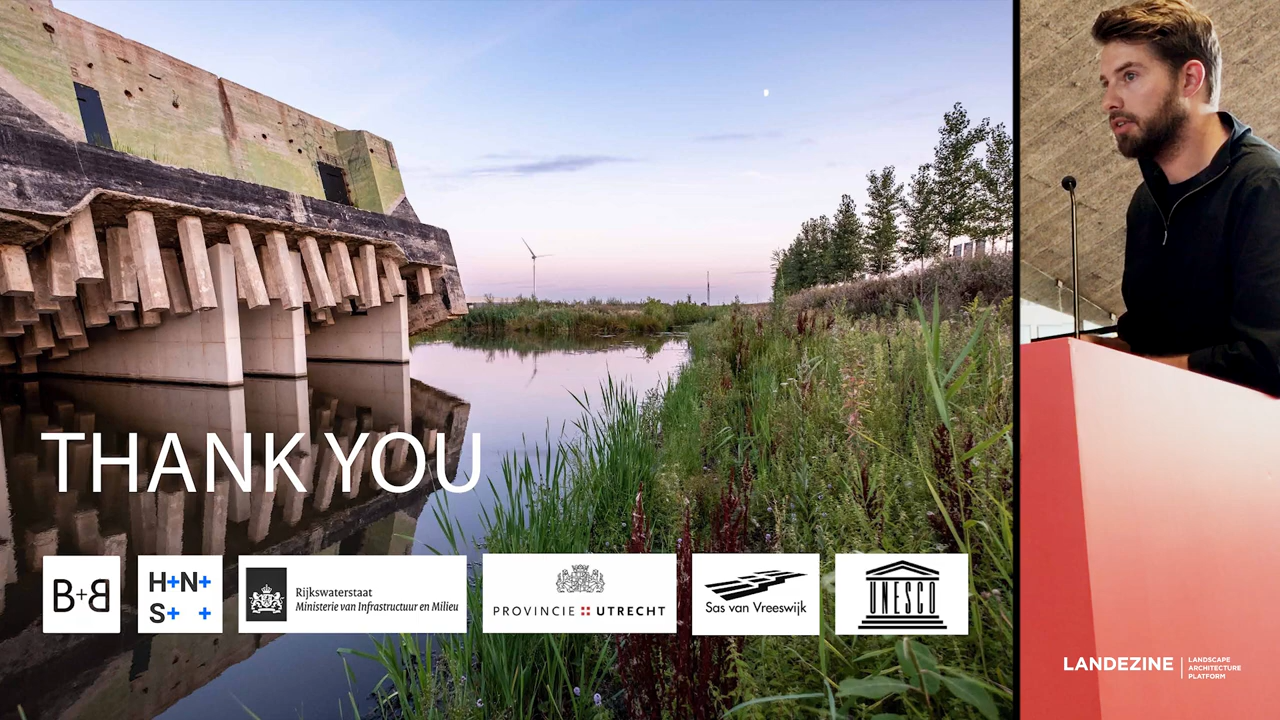 THANK YOU
B+B
H+N+
S+ +
Rijkswaterstaat
Ministerie van Infrastructuur en Milieu
PROVINCIE UTRECHT
Sas van Vreeswijk
UNESCO
LANDEZINE
LANDSCAPE
ARCHITECTURE
PLATFORM